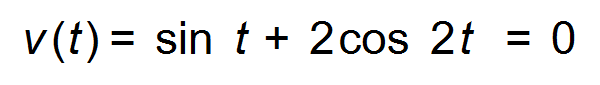 v(t) = sin t + 2cos 2t = 0